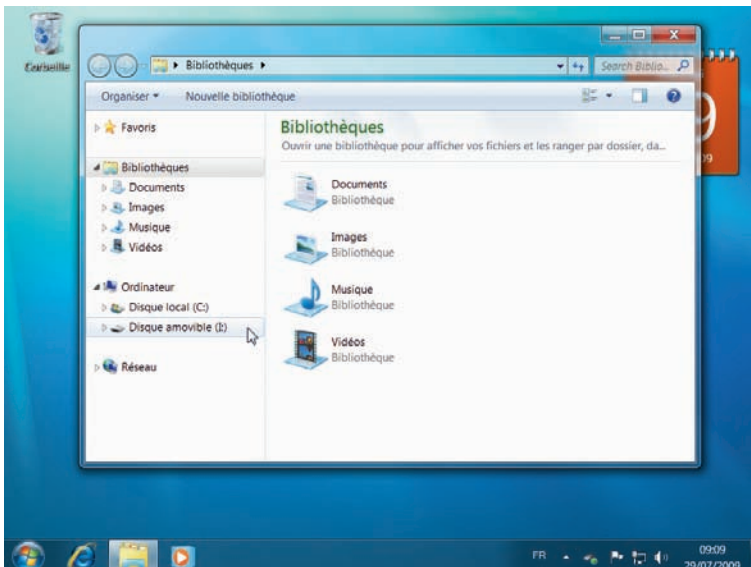 Corbeille
Bibliothèques
Search Biblio...
Organiser
Nouvelle bibliothèque
Favoris
Bibliothèques
Documents
Images
Musique
Vidéos
Ordinateur
Disque local (C:)
Disque amovible (I:)
Réseau
Bibliothèques
Ouvrir une bibliothèque pour afficher vos fichiers et les ranger par dossier, da...
Documents
Bibliothèque
Images
Bibliothèque
Musique
Bibliothèque
Vidéos
Bibliothèque
9
09
FR
09:09
29/07/2009